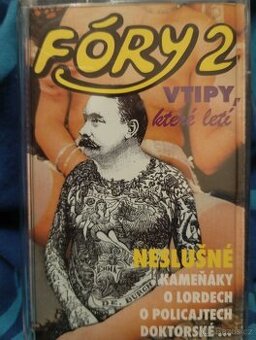 FÓRY 2
VTIPY,
které letí
NESLUŠNÉ
KAMEŇÁKY
O LORDECH
O POLICAJTECH
DOKTORSKÉ ...